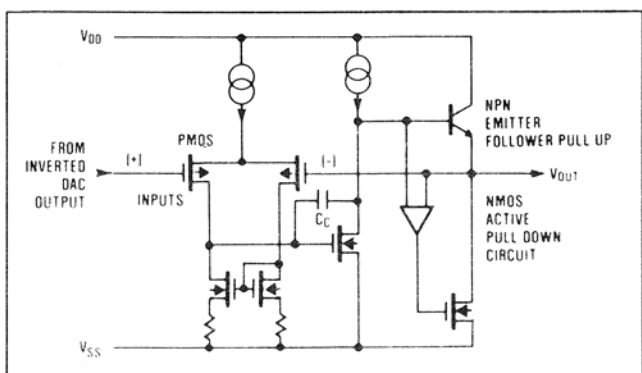 VDD
NPN
EMITTER
FOLLOWER PULL UP
PMOS
FROM
INVERTED
DAC
OUTPUT
(+)
INPUTS
(-)
VOUT
CC
NMOS
ACTIVE
PULL DOWN
CIRCUIT
VSS